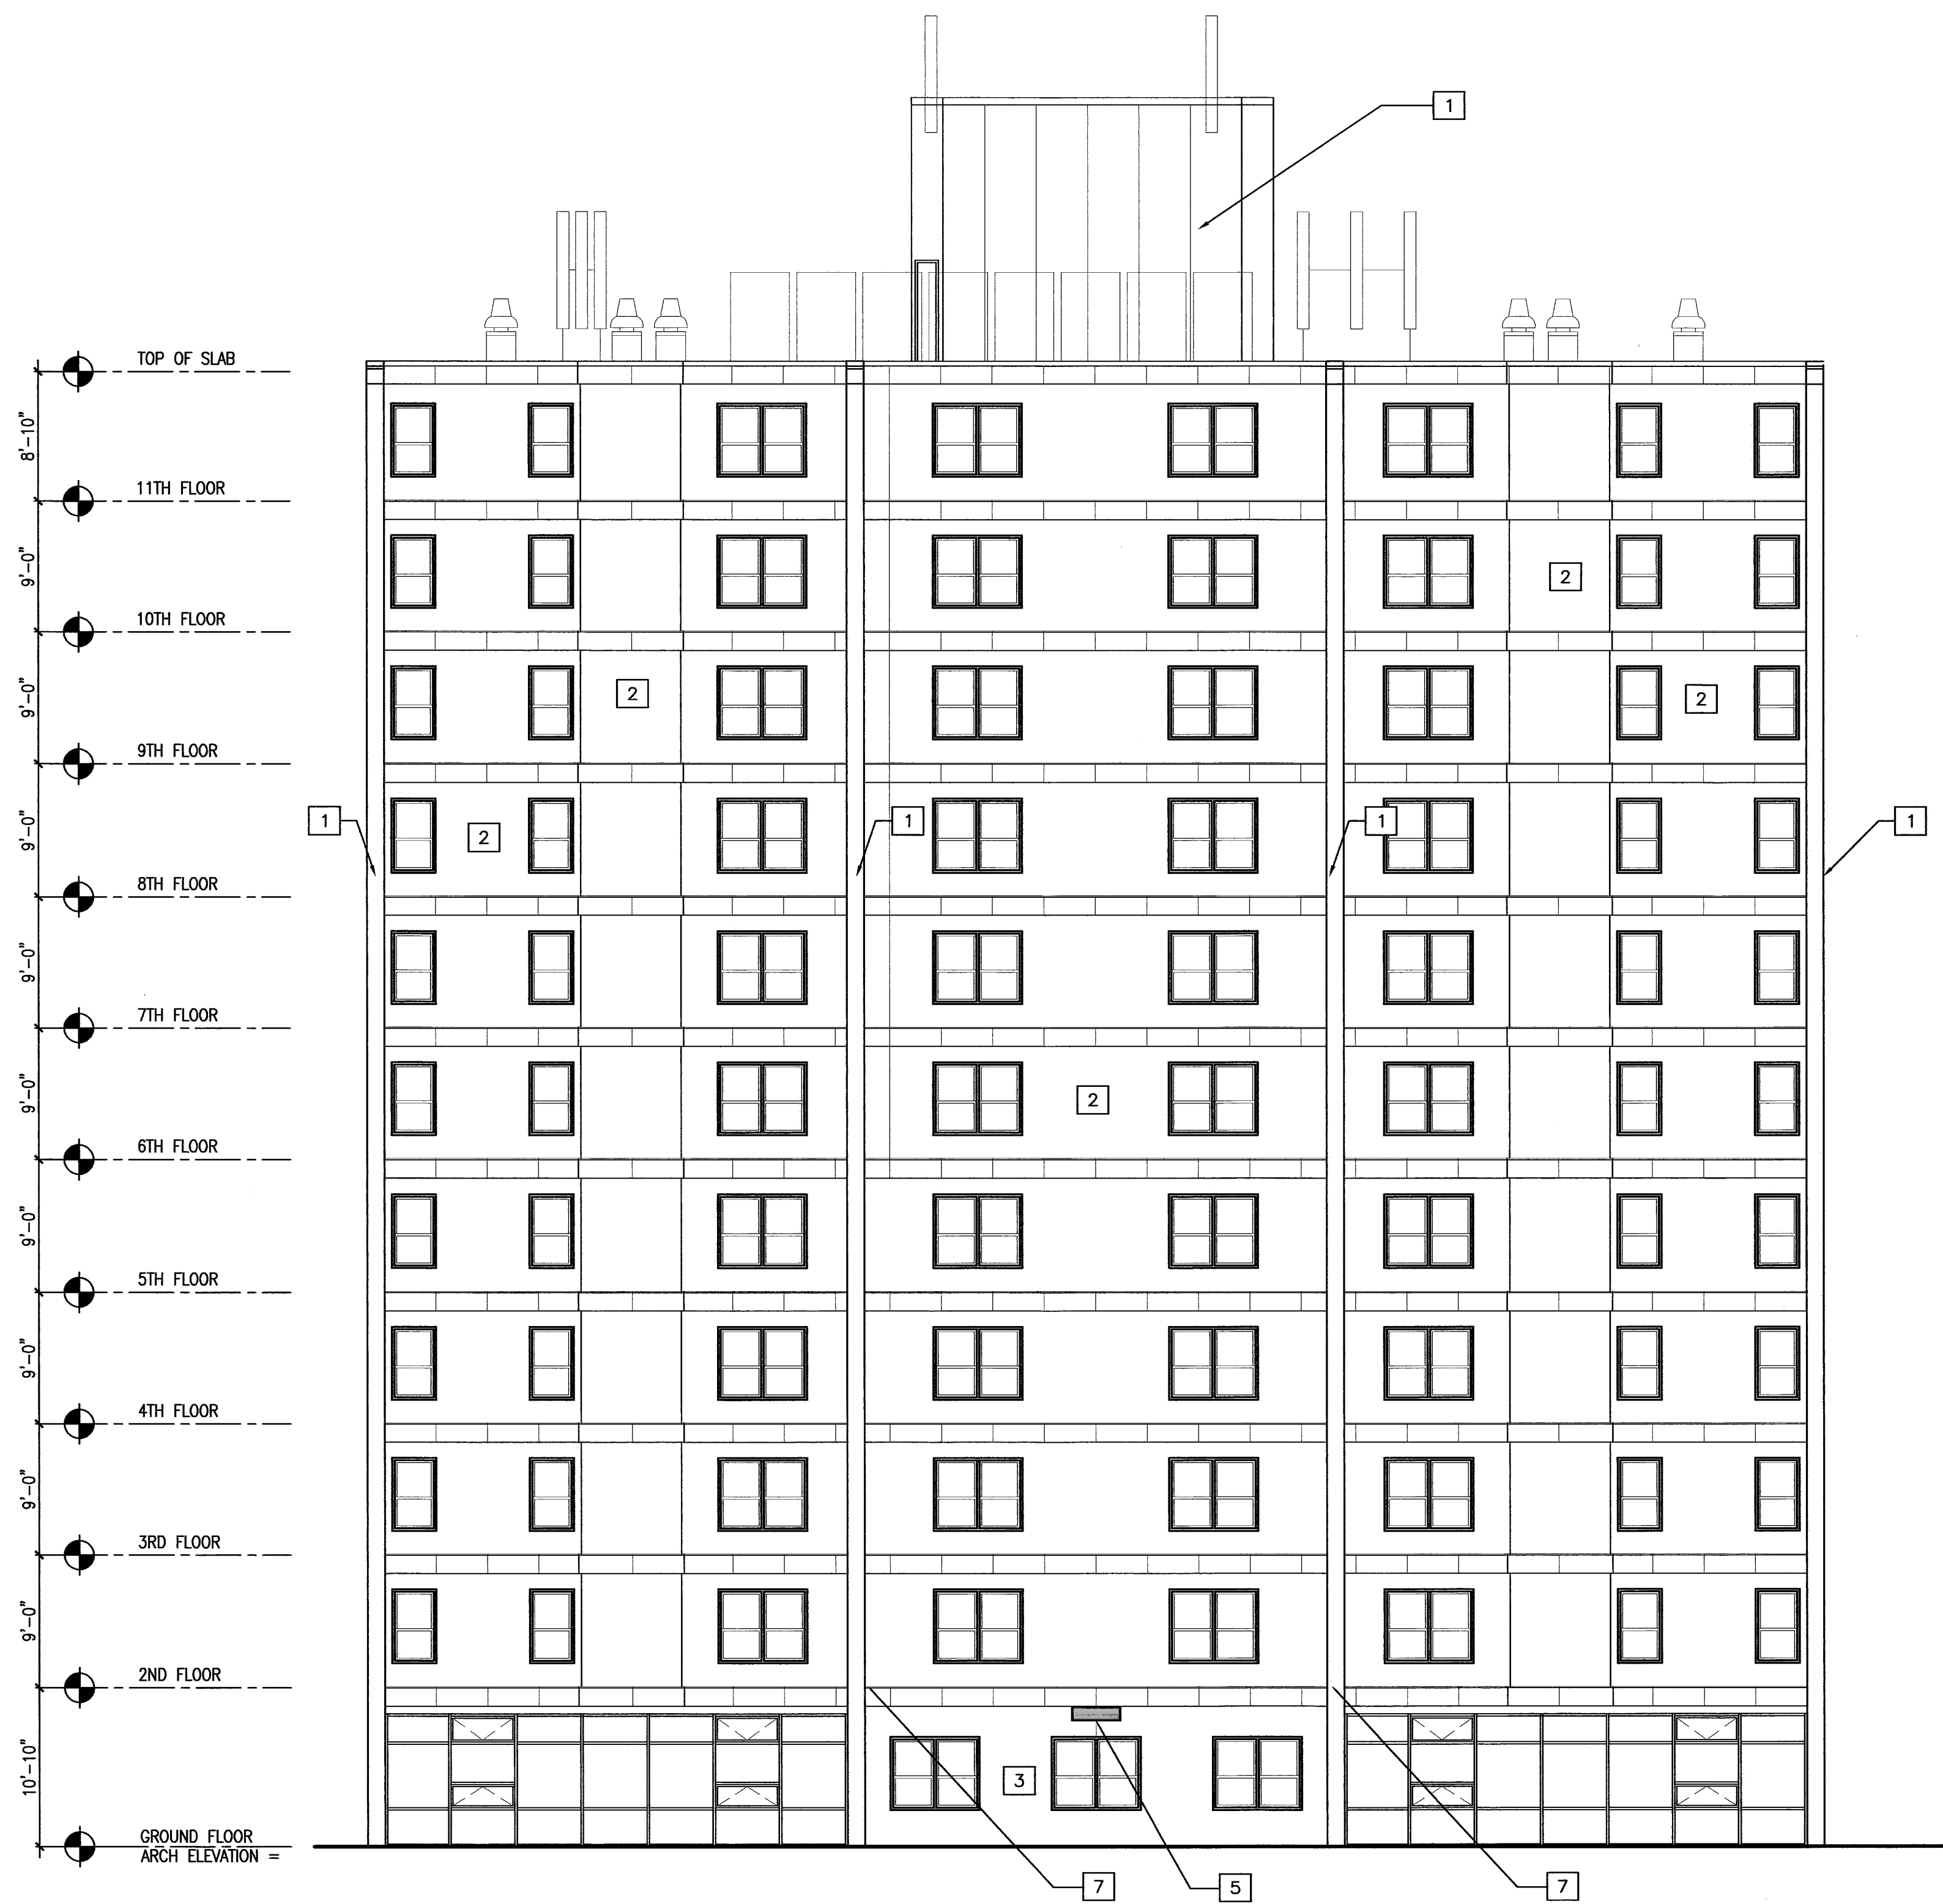 1
TOP OF SLAB
8'-10"
11TH FLOOR
9'-0"
2
10TH FLOOR
9'-0"
2
2
9TH FLOOR
9'-0"
1
2
1
1
1
8TH FLOOR
9'-0"
7TH FLOOR
9'-0"
2
6TH FLOOR
9'-0"
5TH FLOOR
9'-0"
4TH FLOOR
9'-0"
3RD FLOOR
9'-0"
2ND FLOOR
10'-10"
3
GROUND FLOOR
ARCH ELEVATION =
7
5
7